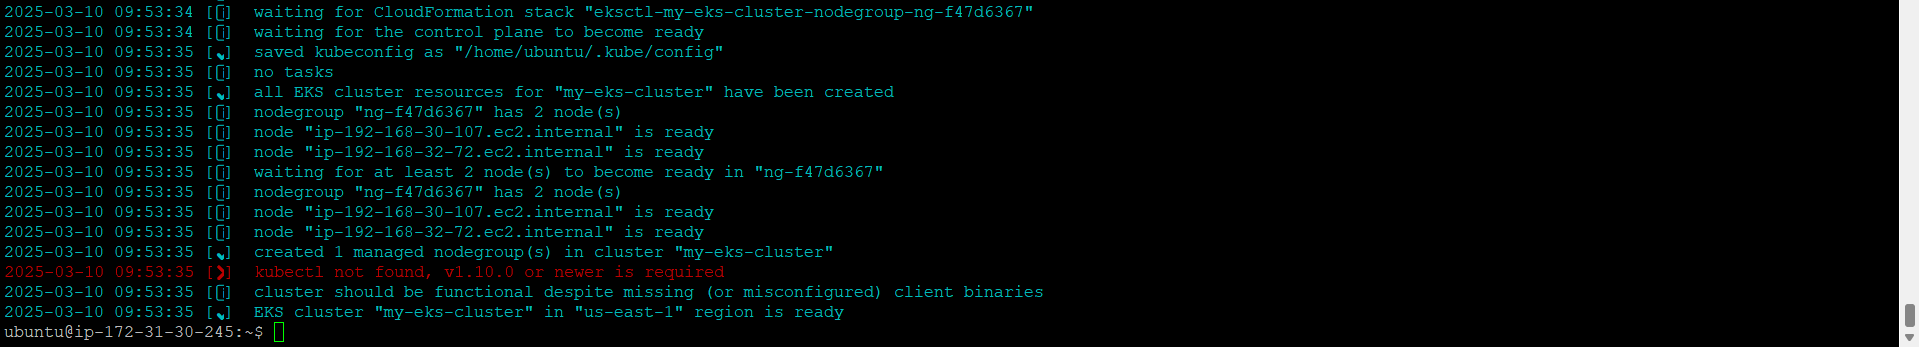 2025-03-10 09:53:34 [ℹ]  waiting for CloudFormation stack "eksctl-my-eks-cluster-nodegroup-ng-f47d6367"
2025-03-10 09:53:34 [ℹ]  waiting for the control plane to become ready
2025-03-10 09:53:35 [✔]  saved kubeconfig as "/home/ubuntu/.kube/config"
2025-03-10 09:53:35 [ℹ]  no tasks
2025-03-10 09:53:35 [✔]  all EKS cluster resources for "my-eks-cluster" have been created
2025-03-10 09:53:35 [ℹ]  nodegroup "ng-f47d6367" has 2 node(s)
2025-03-10 09:53:35 [ℹ]  node "ip-192-168-30-107.ec2.internal" is ready
2025-03-10 09:53:35 [ℹ]  node "ip-192-168-32-72.ec2.internal" is ready
2025-03-10 09:53:35 [ℹ]  waiting for at least 2 node(s) to become ready in "ng-f47d6367"
2025-03-10 09:53:35 [ℹ]  nodegroup "ng-f47d6367" has 2 node(s)
2025-03-10 09:53:35 [ℹ]  node "ip-192-168-30-107.ec2.internal" is ready
2025-03-10 09:53:35 [ℹ]  node "ip-192-168-32-72.ec2.internal" is ready
2025-03-10 09:53:35 [✔]  created 1 managed nodegroup(s) in cluster "my-eks-cluster"
2025-03-10 09:53:35 [✖]  kubectl not found, v1.10.0 or newer is required
2025-03-10 09:53:35 [ℹ]  cluster should be functional despite missing (or misconfigured) client binaries
2025-03-10 09:53:35 [✔]  EKS cluster "my-eks-cluster" in "us-east-1" region is ready
ubuntu@ip-172-31-30-245:~$